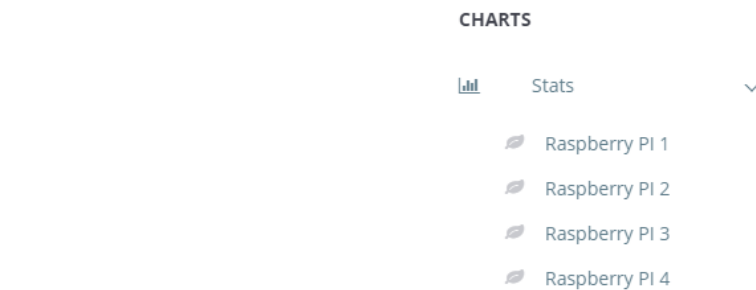 CHARTS
Stats
Raspberry PI 1
Raspberry PI 2
Raspberry PI 3
Raspberry PI 4